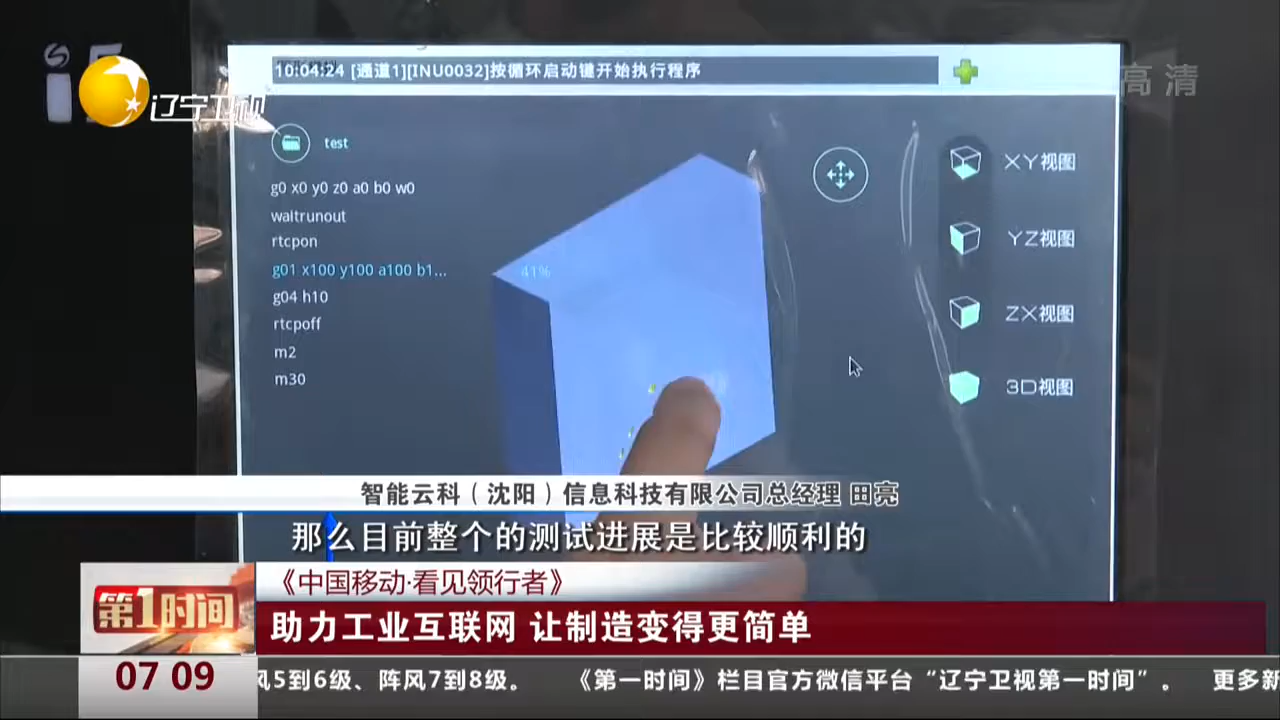 i5
辽宁卫视
高清
10:04:24 [通道1][INU0032]按循环启动键开始执行程序
test
g0 x0 y0 z0 a0 b0 w0
waitrunout
rtcpon
g01 x100 y100 a100 b1...
g04 h10
rtcpoff
m2
m30
41%
XY视图
YZ视图
ZX视图
3D视图
智能云科（沈阳）信息科技有限公司总经理 田亮
那么目前整个的测试进展是比较顺利的
《中国移动·看见领行者》
第1时间
助力工业互联网 让制造变得更简单
07 09
风5到6级、阵风7到8级。 《第一时间》栏目官方微信平台“辽宁卫视第一时间”。 更多新